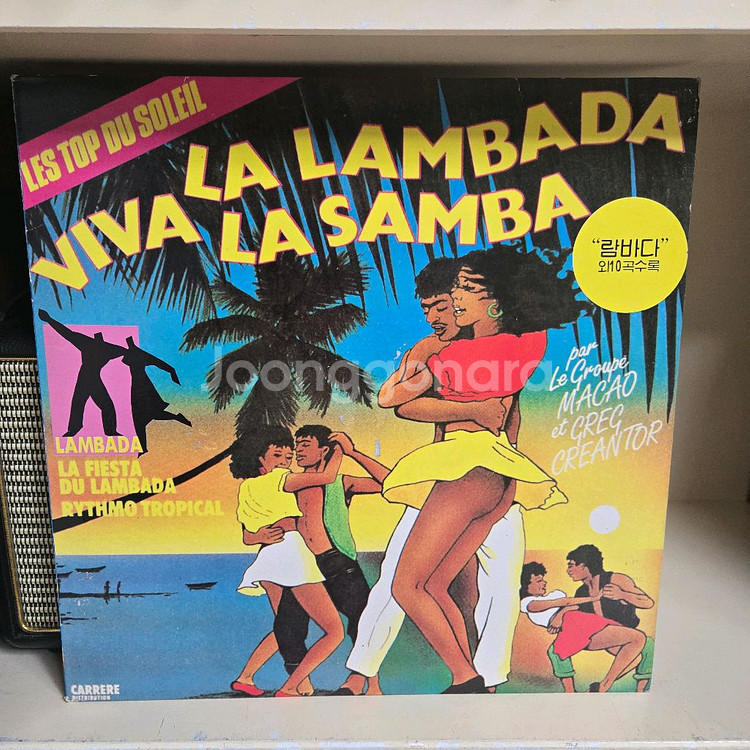 LES TOP DU SOLEIL
LA LAMBADA
VIVA LA SAMBA
“람바다”
외10곡수록
par
Le Groupe
MACAO
et GREG
CREANTOR
Joonggonara
LAMBADA
LA FIESTA
DU LAMBADA
RYTHMO TROPICAL
CARRERE
DISTRIBUTION